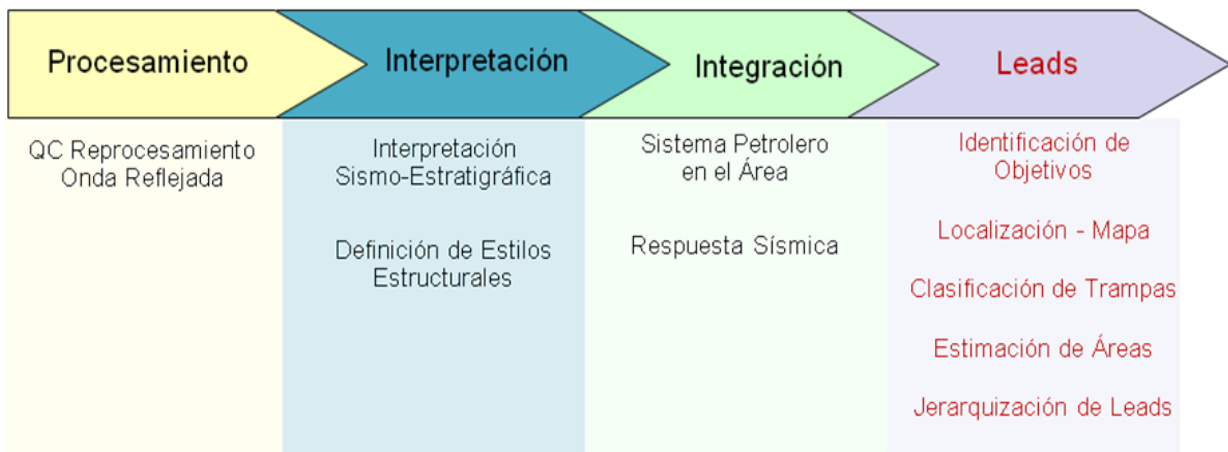 Procesamiento
Interpretación
Integración
Leads
QC Reprocesamiento
Onda Reflejada
Interpretación
Sismo-Estratigráfica
Definición de Estilos
Estructurales
Sistema Petrolero
en el Área
Respuesta Sísmica
Identificación de
Objetivos
Localización - Mapa
Clasificación de Trampas
Estimación de Áreas
Jerarquización de Leads